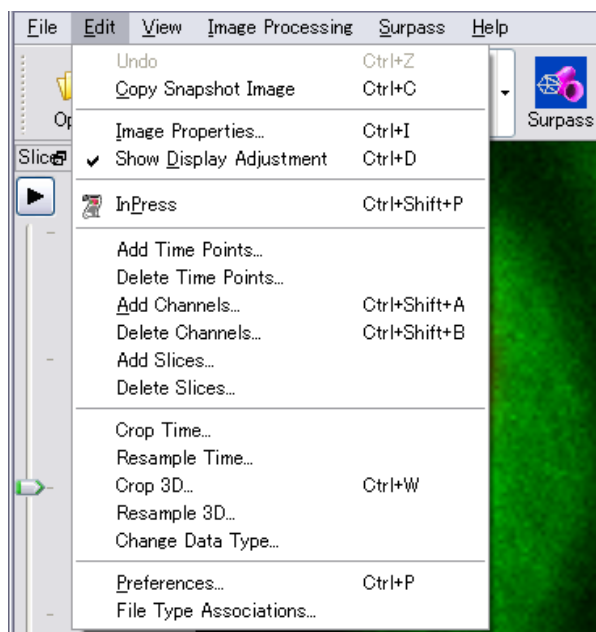 File Edit View Image Processing Surpass Help
Undo Ctrl+Z
Copy Snapshot Image Ctrl+C
Surpass
Image Properties... Ctrl+I
Slice
Show Display Adjustment Ctrl+D
InPress Ctrl+Shift+P
Add Time Points...
Delete Time Points...
Add Channels... Ctrl+Shift+A
Delete Channels... Ctrl+Shift+B
Add Slices...
Delete Slices...
Crop Time...
Resample Time...
Crop 3D... Ctrl+W
Resample 3D...
Change Data Type...
Preferences... Ctrl+P
File Type Associations...